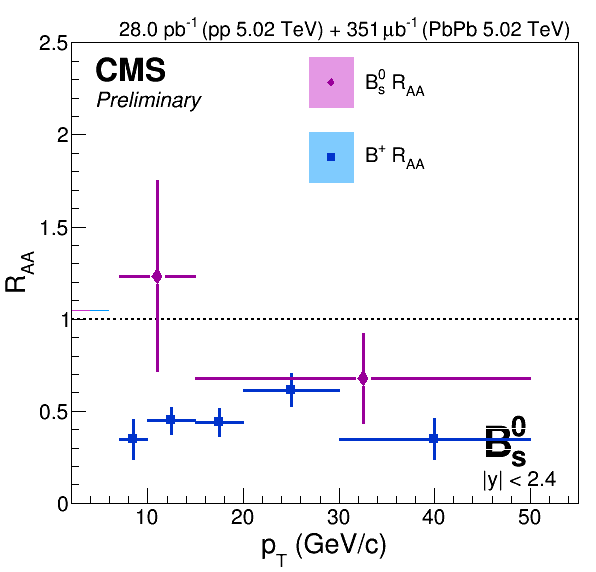 28.0 pb⁻¹ (pp 5.02 TeV) + 351 μb⁻¹ (PbPb 5.02 TeV)
2.5
CMS
Preliminary
B⁰ₛ R_AA
2
B⁺ R_AA
1.5
R_AA
1
0.5
B⁰ₛ
|y| < 2.4
0
10 20 30 40 50
p_T (GeV/c)